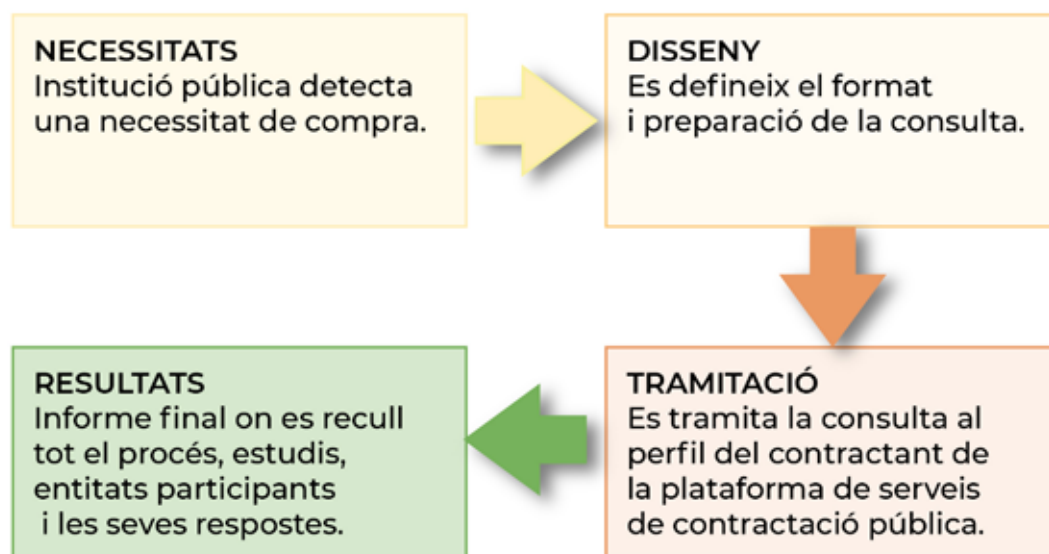 NECESSITATS
Institució pública detecta
una necessitat de compra.
DISSENY
Es defineix el format
i preparació de la consulta.
TRAMITACIÓ
Es tramita la consulta al
perfil del contractant de
la plataforma de serveis
de contractació pública.
RESULTATS
Informe final on es recull
tot el procés, estudis,
entitats participants
i les seves respostes.